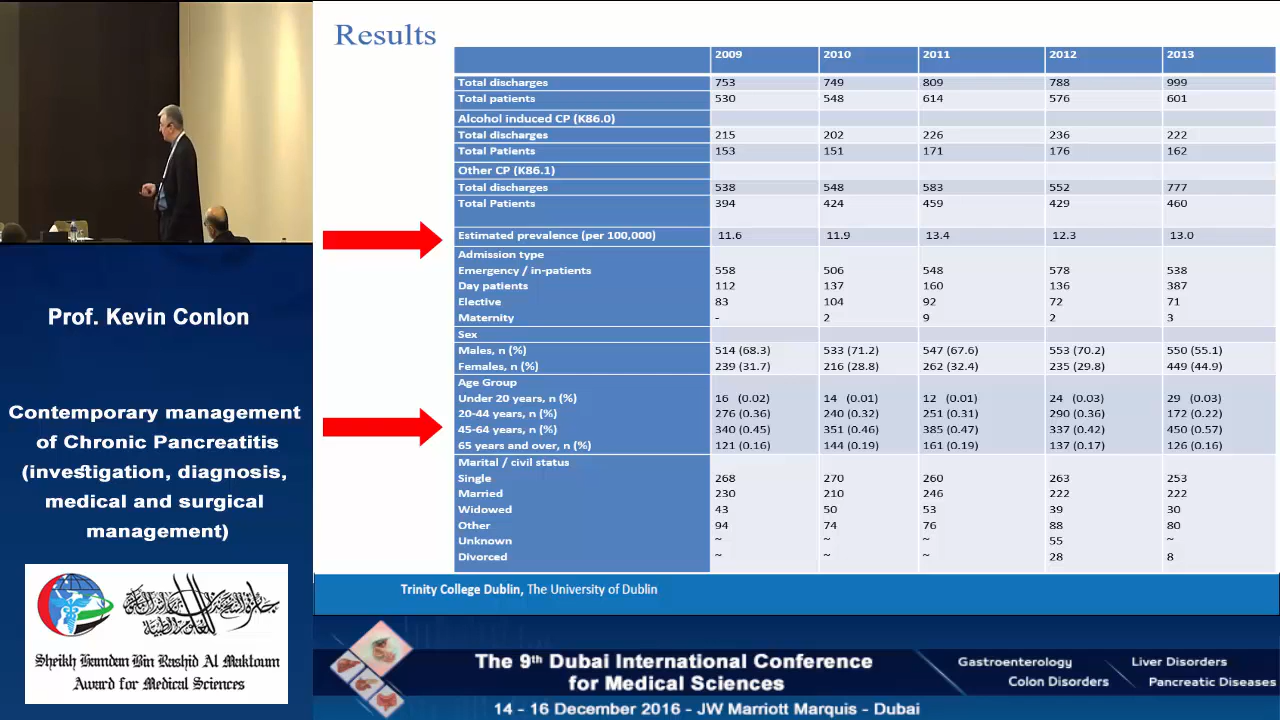 Results
2009 2010 2011 2012 2013
Total discharges 753 749 809 788 999
Total patients 530 548 614 576 601
Alcohol induced CP (K86.0)
Total discharges 215 202 226 236 222
Total Patients 153 151 171 176 162
Other CP (K86.1)
Total discharges 538 548 583 552 777
Total Patients 394 424 459 429 460
Estimated prevalence (per 100,000) 11.6 11.9 13.4 12.3 13.0
Admission type
Emergency / in-patients 558 506 548 578 538
Day patients 112 137 160 136 387
Elective 83 104 92 72 71
Maternity - 2 9 2 3
Sex
Males, n (%) 514 (68.3) 533 (71.2) 547 (67.6) 553 (70.2) 550 (55.1)
Females, n (%) 239 (31.7) 216 (28.8) 262 (32.4) 235 (29.8) 449 (44.9)
Age Group
Under 20 years, n (%) 16 (0.02) 14 (0.01) 12 (0.01) 24 (0.03) 29 (0.03)
20-44 years, n (%) 276 (0.36) 240 (0.32) 251 (0.31) 290 (0.36) 172 (0.22)
45-64 years, n (%) 340 (0.45) 351 (0.46) 385 (0.47) 337 (0.42) 450 (0.57)
65 years and over, n (%) 121 (0.16) 144 (0.19) 161 (0.19) 137 (0.17) 126 (0.16)
Marital / civil status
Single 268 270 260 263 253
Married 230 210 246 222 222
Widowed 43 50 53 39 30
Other 94 74 76 88 80
Unknown ~ ~ ~ 55 ~
Divorced ~ ~ ~ 28 8
Trinity College Dublin, The University of Dublin
Prof. Kevin Conlon
Contemporary management
of Chronic Pancreatitis
(investigation, diagnosis,
medical and surgical
management)
Sheikh Hamdan Bin Rashid Al Maktoum
Award for Medical Sciences
The 9th Dubai International Conference
for Medical Sciences
14 - 16 December 2016 - JW Marriott Marquis - Dubai
Gastroenterology Liver Disorders
Colon Disorders Pancreatic Diseases